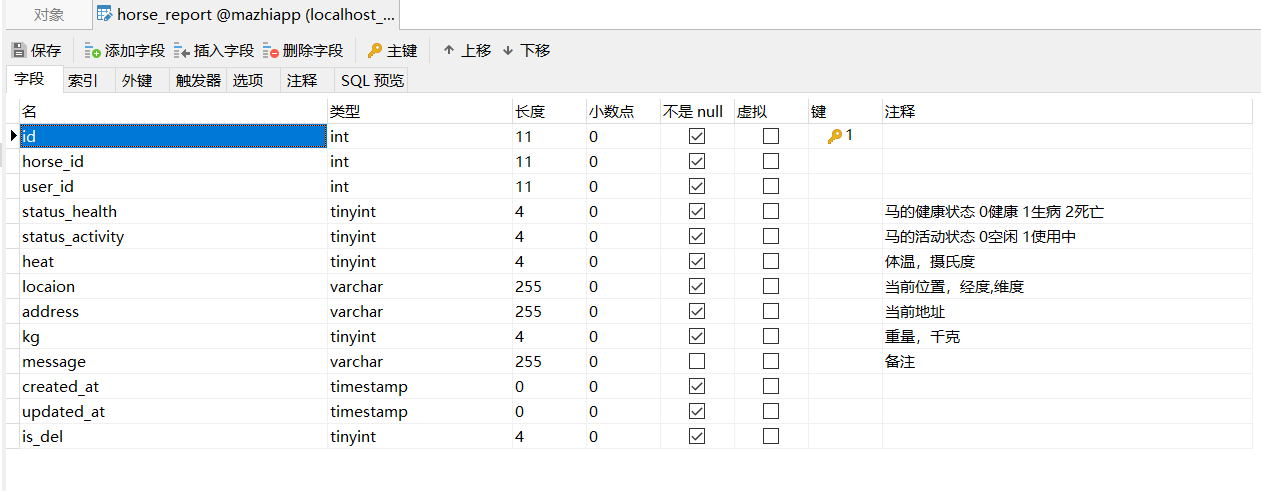 对象 horse_report @mazhiapp (localhost_...
保存 添加字段 插入字段 删除字段 主键 上移 下移
字段 索引 外键 触发器 选项 注释 SQL 预览
名 类型 长度 小数点 不是 null 虚拟 键 注释
id int 11 0 1
horse_id int 11 0
user_id int 11 0
status_health tinyint 4 0 马的健康状态 0健康 1生病 2死亡
status_activity tinyint 4 0 马的活动状态 0空闲 1使用中
heat tinyint 4 0 体温，摄氏度
locaion varchar 255 0 当前位置，经度,维度
address varchar 255 0 当前地址
kg tinyint 4 0 重量，千克
message varchar 255 0 备注
created_at timestamp 0 0
updated_at timestamp 0 0
is_del tinyint 4 0